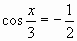 cos x/3 = -1/2